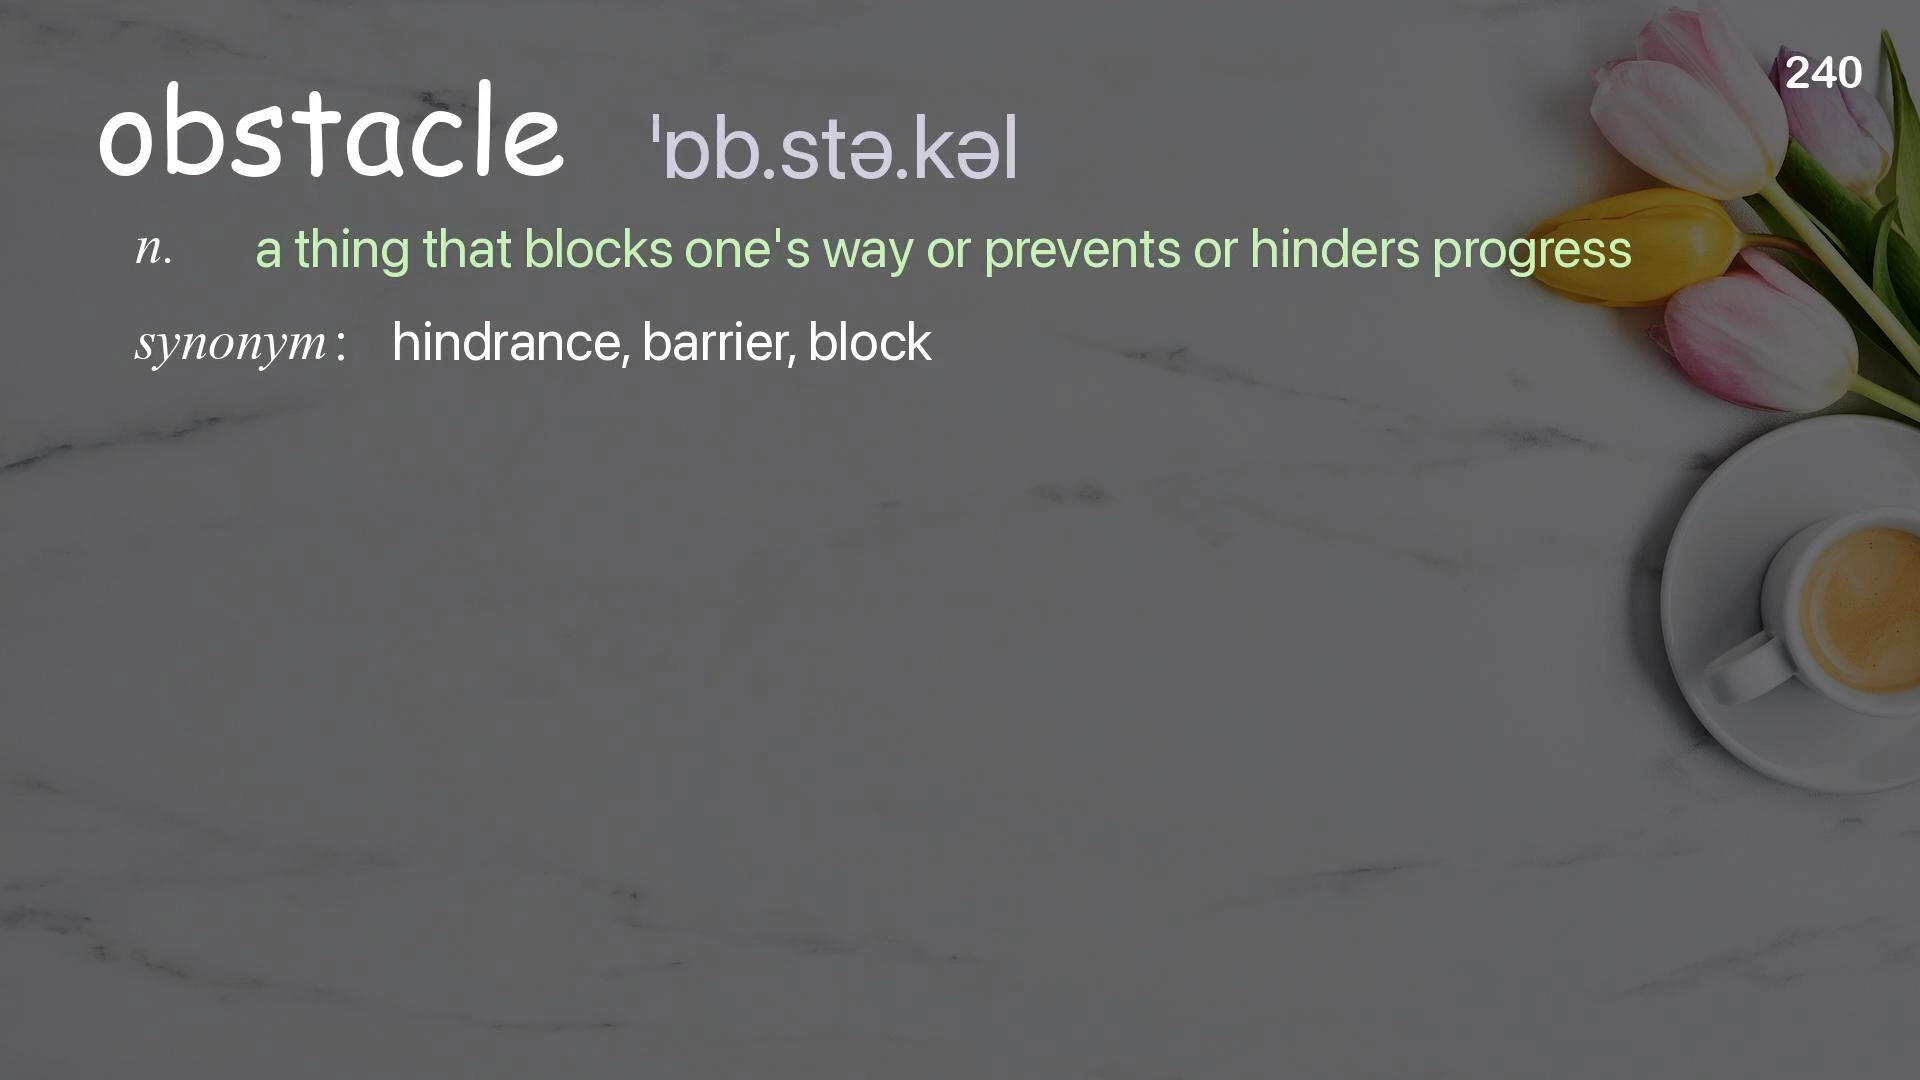 240
obstacle ˈɒb.stə.kəl
n. a thing that blocks one's way or prevents or hinders progress
synonym: hindrance, barrier, block